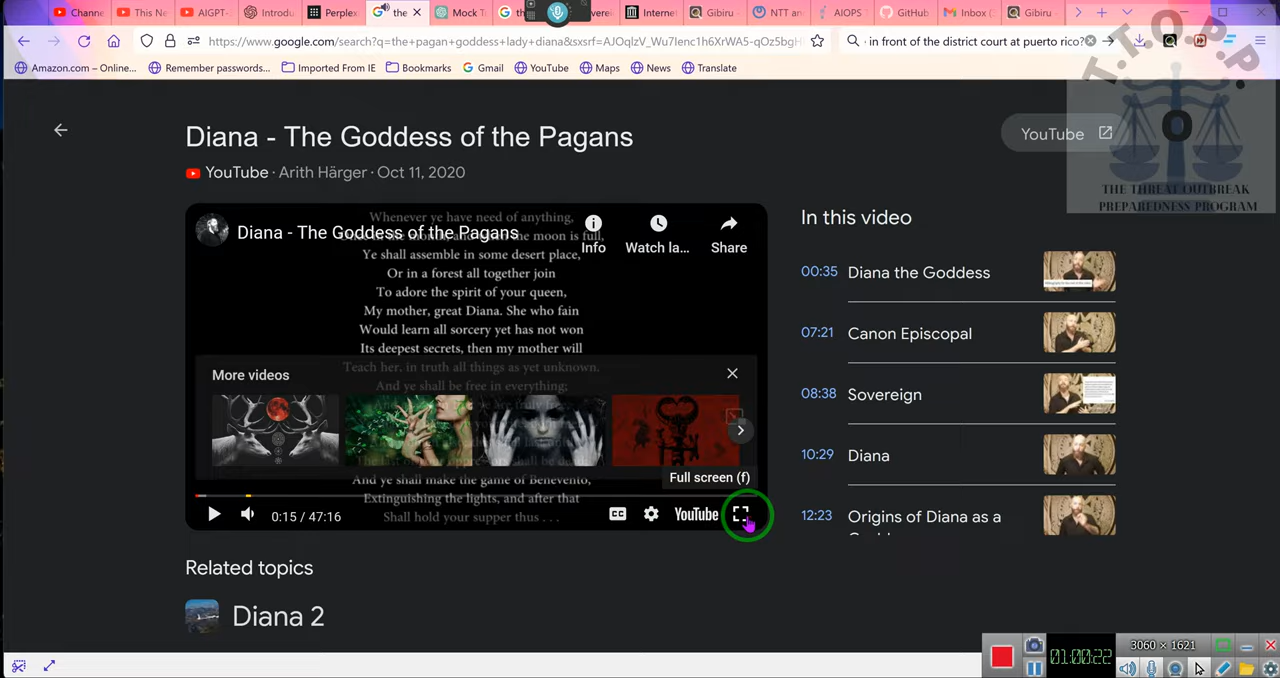 Channe
This Ne
AIGPT-
Introdu
Perplex
the
Mock T
th
vereig
Interne
Gibiru -
NTT an
AIOPS
GitHub
Inbox (
Gibiru
https://www.google.com/search?q=the+pagan+goddess+lady+diana&sxsrf=AJOqlzV_Wu7Ienc1h6XrWA5-qOz5bgH
in front of the district court at puerto rico?
Amazon.com – Online...
Remember passwords...
Imported From IE
Bookmarks
Gmail
YouTube
Maps
News
Translate
T.T.O.P.P
O
THE THREAT OUTBREAK
PREPAREDNESS PROGRAM
Diana - The Goddess of the Pagans
YouTube · Arith Härger · Oct 11, 2020
YouTube
Diana - The Goddess of the Pagans
Info
Watch la...
Share
Whenever ye have need of anything,
the moon is full,
Ye shall assemble in some desert place,
Or in a forest all together join
To adore the spirit of your queen,
My mother, great Diana. She who fain
Would learn all sorcery yet has not won
Its deepest secrets, then my mother will
Teach her, in truth all things as yet unknown.
And ye shall be free in everything;
More videos
And ye shall make the game of Benevento,
Extinguishing the lights, and after that
Shall hold your supper thus . . .
Full screen (f)
0:15 / 47:16
CC
YouTube
In this video
00:35 Diana the Goddess
07:21 Canon Episcopal
08:38 Sovereign
10:29 Diana
12:23 Origins of Diana as a
Related topics
Diana 2
3060 × 1621
01:00:22